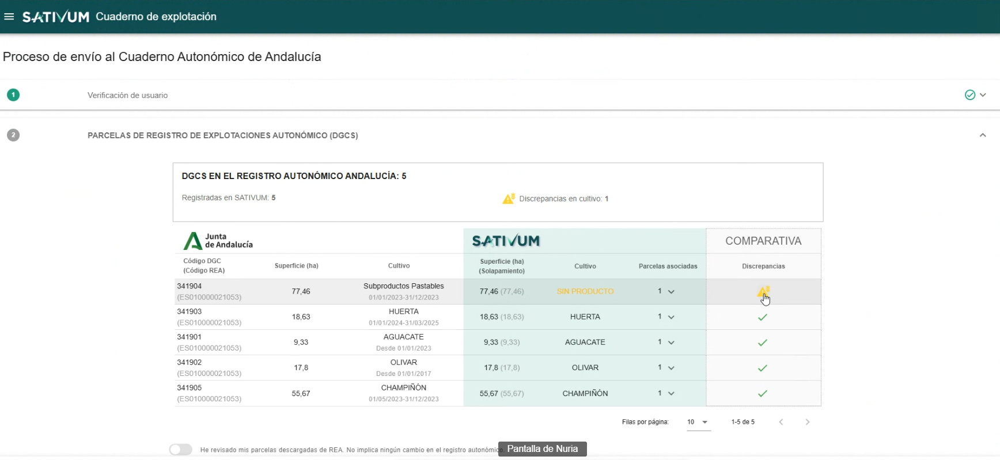 SATIVUM Cuaderno de explotación
Proceso de envío al Cuaderno Autonómico de Andalucía
1 Verificación de usuario
2 PARCELAS DE REGISTRO DE EXPLOTACIONES AUTONÓMICO (DGCS)
DGCS EN EL REGISTRO AUTONÓMICO ANDALUCÍA: 5
Registradas en SATIVUM: 5 Discrepancias en cultivo: 1
Junta
de Andalucía
SATIVUM COMPARATIVA
Código DGC
(Código REA) Superficie (ha) Cultivo Superficie (ha)
(Solapamiento) Cultivo Parcelas asociadas Discrepancias
341904 Subproductos Pastables
(ES010000021053) 77,46 01/01/2023-31/12/2023 77,46 (77,46) SIN PRODUCTO 1
341903 HUERTA
(ES010000021053) 18,63 01/01/2024-31/03/2025 18,63 (18,63) HUERTA 1
341901 AGUACATE
(ES010000021053) 9,33 Desde 01/01/2023 9,33 (9,33) AGUACATE 1
341902 OLIVAR
(ES010000021053) 17,8 Desde 01/01/2017 17,8 (17,8) OLIVAR 1
341905 CHAMPIÑÓN
(ES010000021053) 55,67 01/05/2023-31/12/2023 55,67 (55,67) CHAMPIÑÓN 1
Filas por página: 10 1-5 de 5
He revisado mis parcelas descargadas de REA. No implica ningún cambio en el registro autonómico.
Pantalla de Nuria